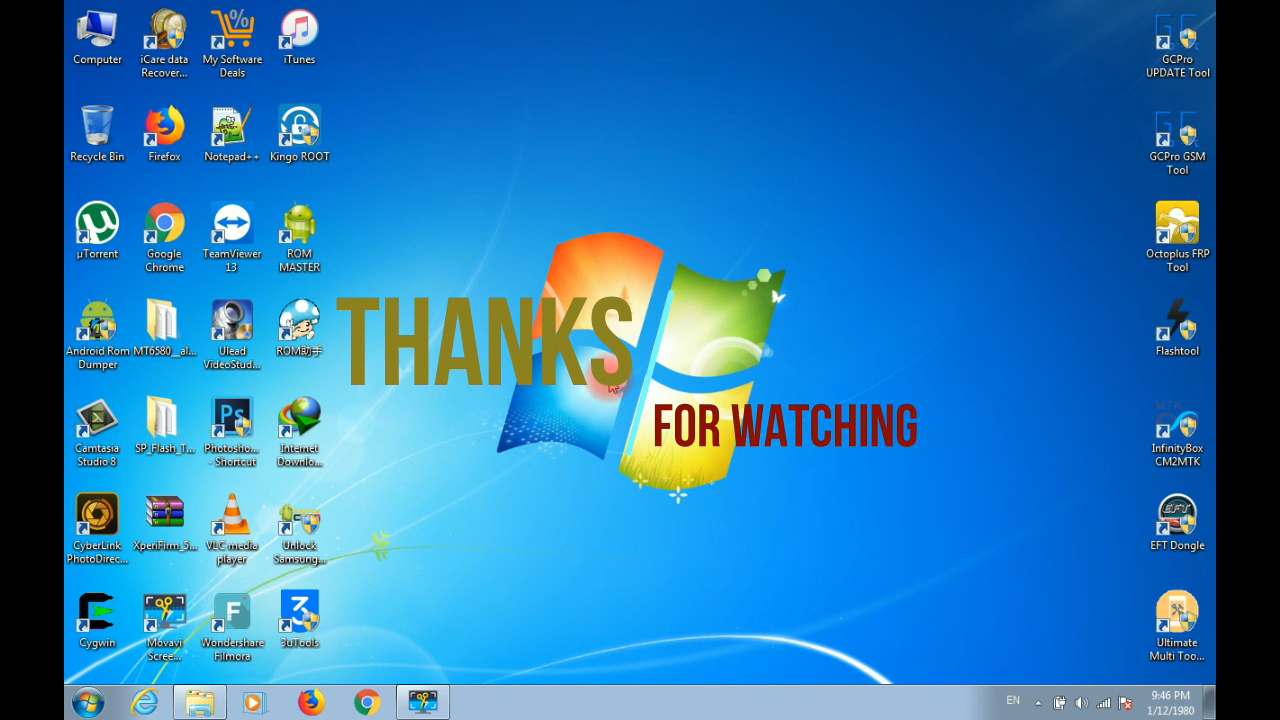 Computer
iCare data
Recover...
My Software
Deals
iTunes
GCPro
UPDATE Tool
Recycle Bin
Firefox
Notepad++
Kingo ROOT
GCPro GSM
Tool
µTorrent
Google
Chrome
TeamViewer
13
ROM
MASTER
Octoplus FRP
Tool
THANKS
FOR WATCHING
Android Rom
Dumper
MT6580__al...
Ulead
VideoStud...
ROM助手
Flashtool
Camtasia
Studio 8
SP_Flash_T...
Ps
Photosho...
- Shortcut
Internet
Downlo...
InfinityBox
CM2MTK
CyberLink
PhotoDirec...
XperiFirm_5...
VLC media
player
Unlock
Samsung...
EFT
EFT Dongle
Cygwin
Movavi
Scree...
Wondershare
Filmora
3uTools
Ultimate
Multi Too...
EN
9:46 PM
1/12/1980